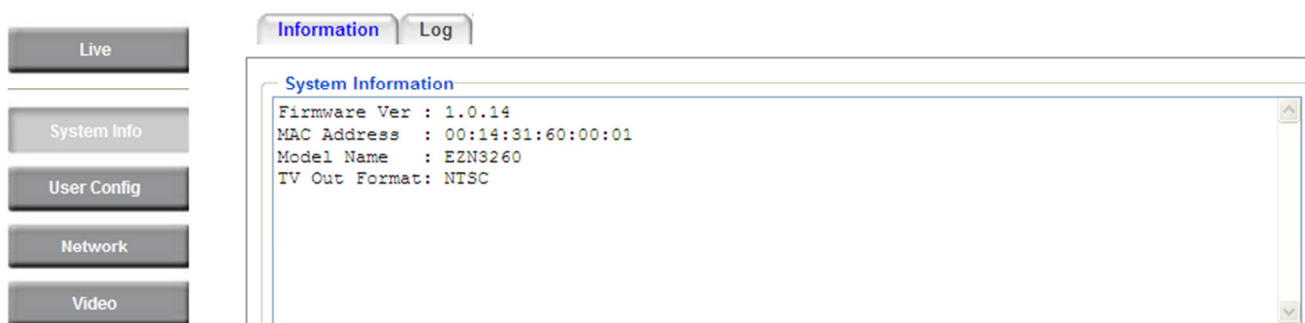 Live
System Info
User Config
Network
Video
Information
Log
System Information
Firmware Ver : 1.0.14
MAC Address  : 00:14:31:60:00:01
Model Name   : EZN3260
TV Out Format: NTSC